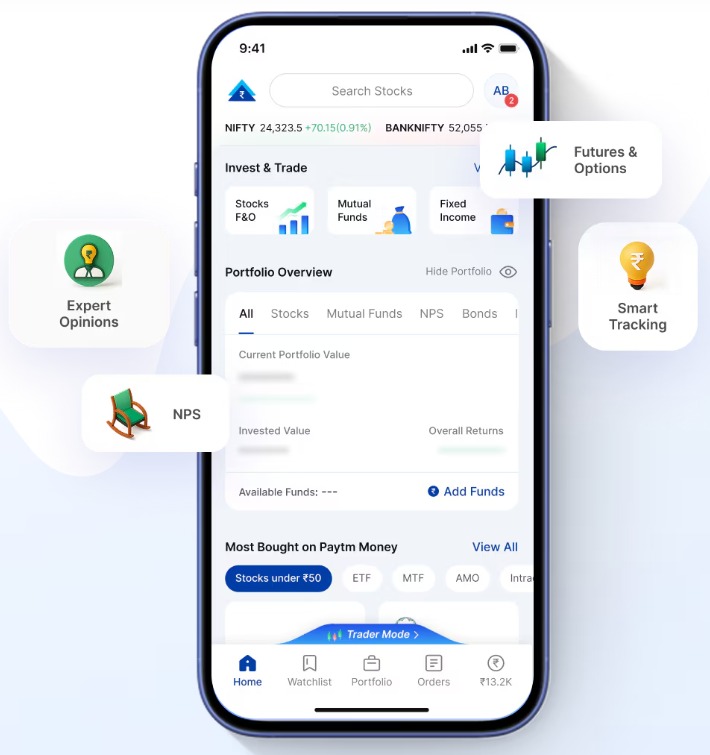 9:41
₹
Search Stocks
AB
2
NIFTY 24,323.5 +70.15(0.91%) BANKNIFTY 52,055
Futures &
Options
Invest & Trade
Stocks
F&O
Mutual
Funds
Fixed
Income
Expert
Opinions
₹
Smart
Tracking
Portfolio Overview
Hide Portfolio
All Stocks Mutual Funds NPS Bonds
Current Portfolio Value
NPS
Invested Value
Overall Returns
Available Funds: ---
₹ Add Funds
Most Bought on Paytm Money
View All
Stocks under ₹50
ETF
MTF
AMO
Intra
Trader Mode >
Home
Watchlist
Portfolio
Orders
₹
₹13.2K